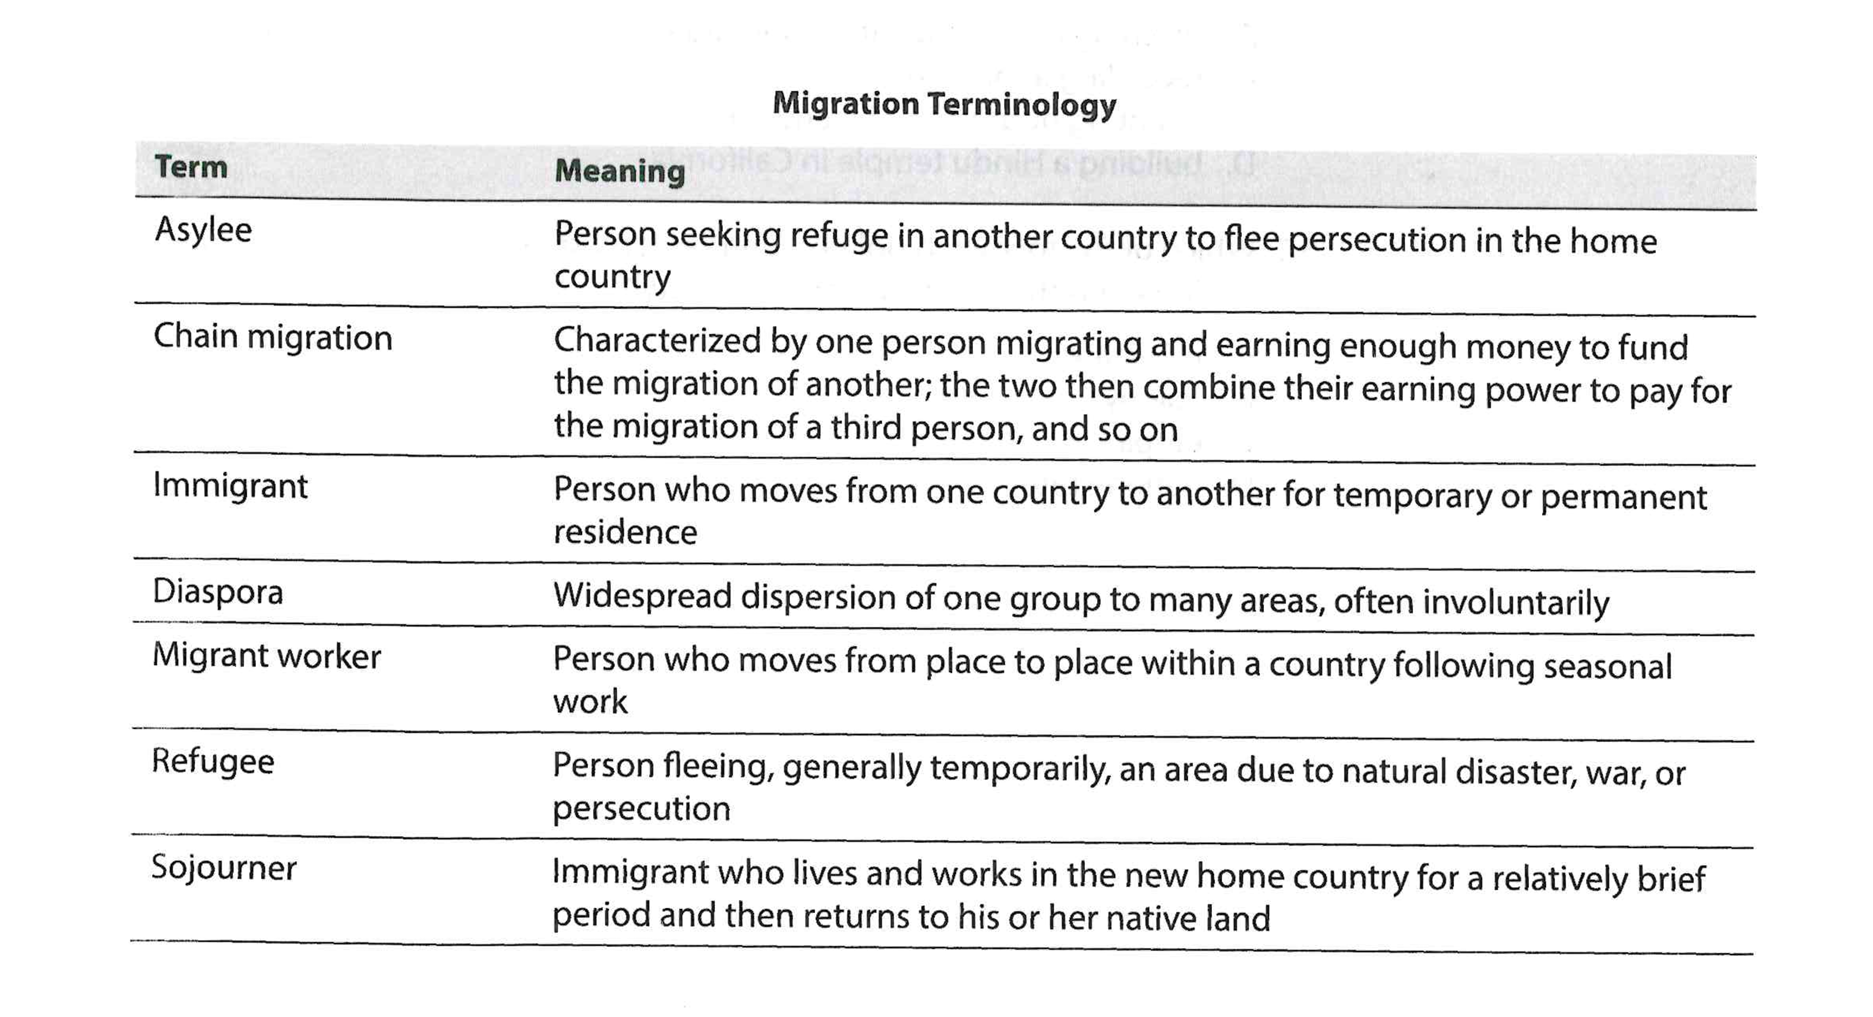 Migration Terminology
Term Meaning
Asylee Person seeking refuge in another country to flee persecution in the home
country
Chain migration Characterized by one person migrating and earning enough money to fund
the migration of another; the two then combine their earning power to pay for
the migration of a third person, and so on
Immigrant Person who moves from one country to another for temporary or permanent
residence
Diaspora Widespread dispersion of one group to many areas, often involuntarily
Migrant worker Person who moves from place to place within a country following seasonal
work
Refugee Person fleeing, generally temporarily, an area due to natural disaster, war, or
persecution
Sojourner Immigrant who lives and works in the new home country for a relatively brief
period and then returns to his or her native land